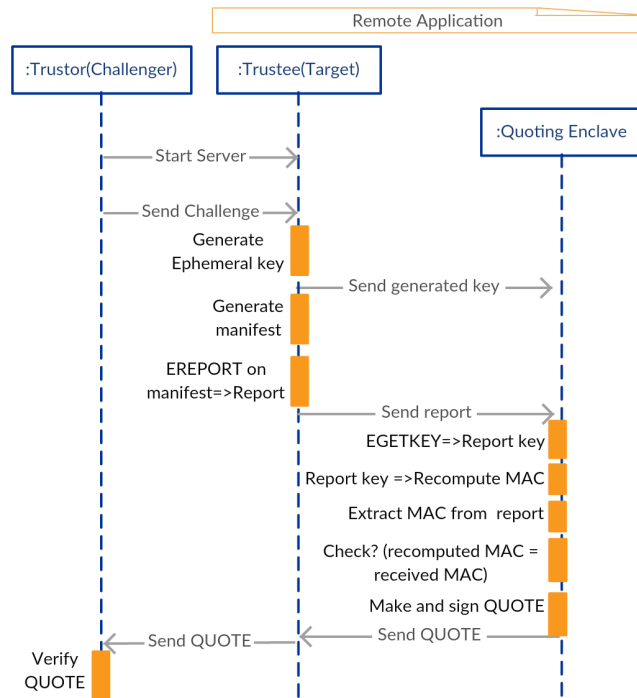 Remote Application
:Trustor(Challenger)
:Trustee(Target)
:Quoting Enclave
Start Server
Send Challenge
Generate
Ephemeral key
Send generated key
Generate
manifest
EREPORT on
manifest=>Report
Send report
EGETKEY=>Report key
Report key =>Recompute MAC
Extract MAC from report
Check? (recomputed MAC =
received MAC)
Make and sign QUOTE
Send QUOTE
Send QUOTE
Verify
QUOTE